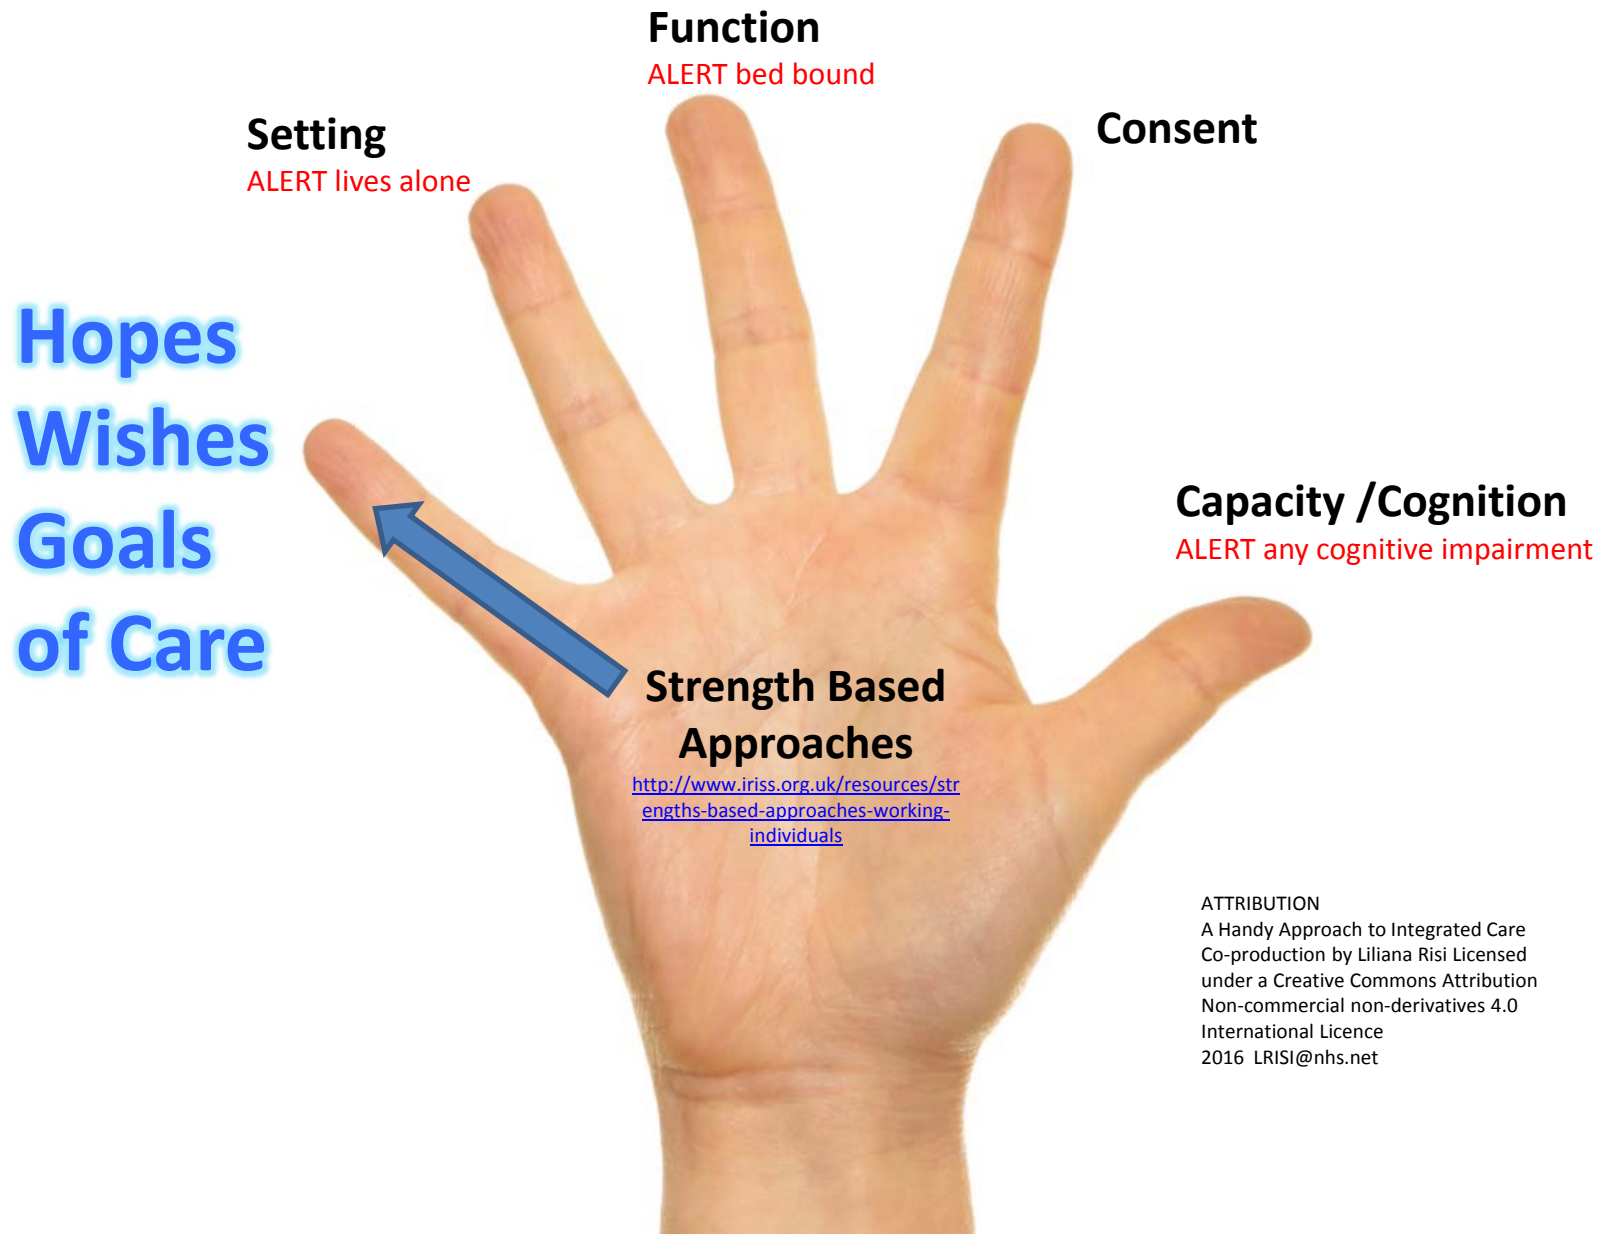 Function
ALERT bed bound
Setting
ALERT lives alone
Consent
Hopes
Wishes
Goals
of Care
Capacity /Cognition
ALERT any cognitive impairment
Strength Based
Approaches
http://www.iriss.org.uk/resources/str
engths-based-approaches-working-
individuals
ATTRIBUTION
A Handy Approach to Integrated Care
Co-production by Liliana Risi Licensed
under a Creative Commons Attribution
Non-commercial non-derivatives 4.0
International Licence
2016 LRISI@nhs.net